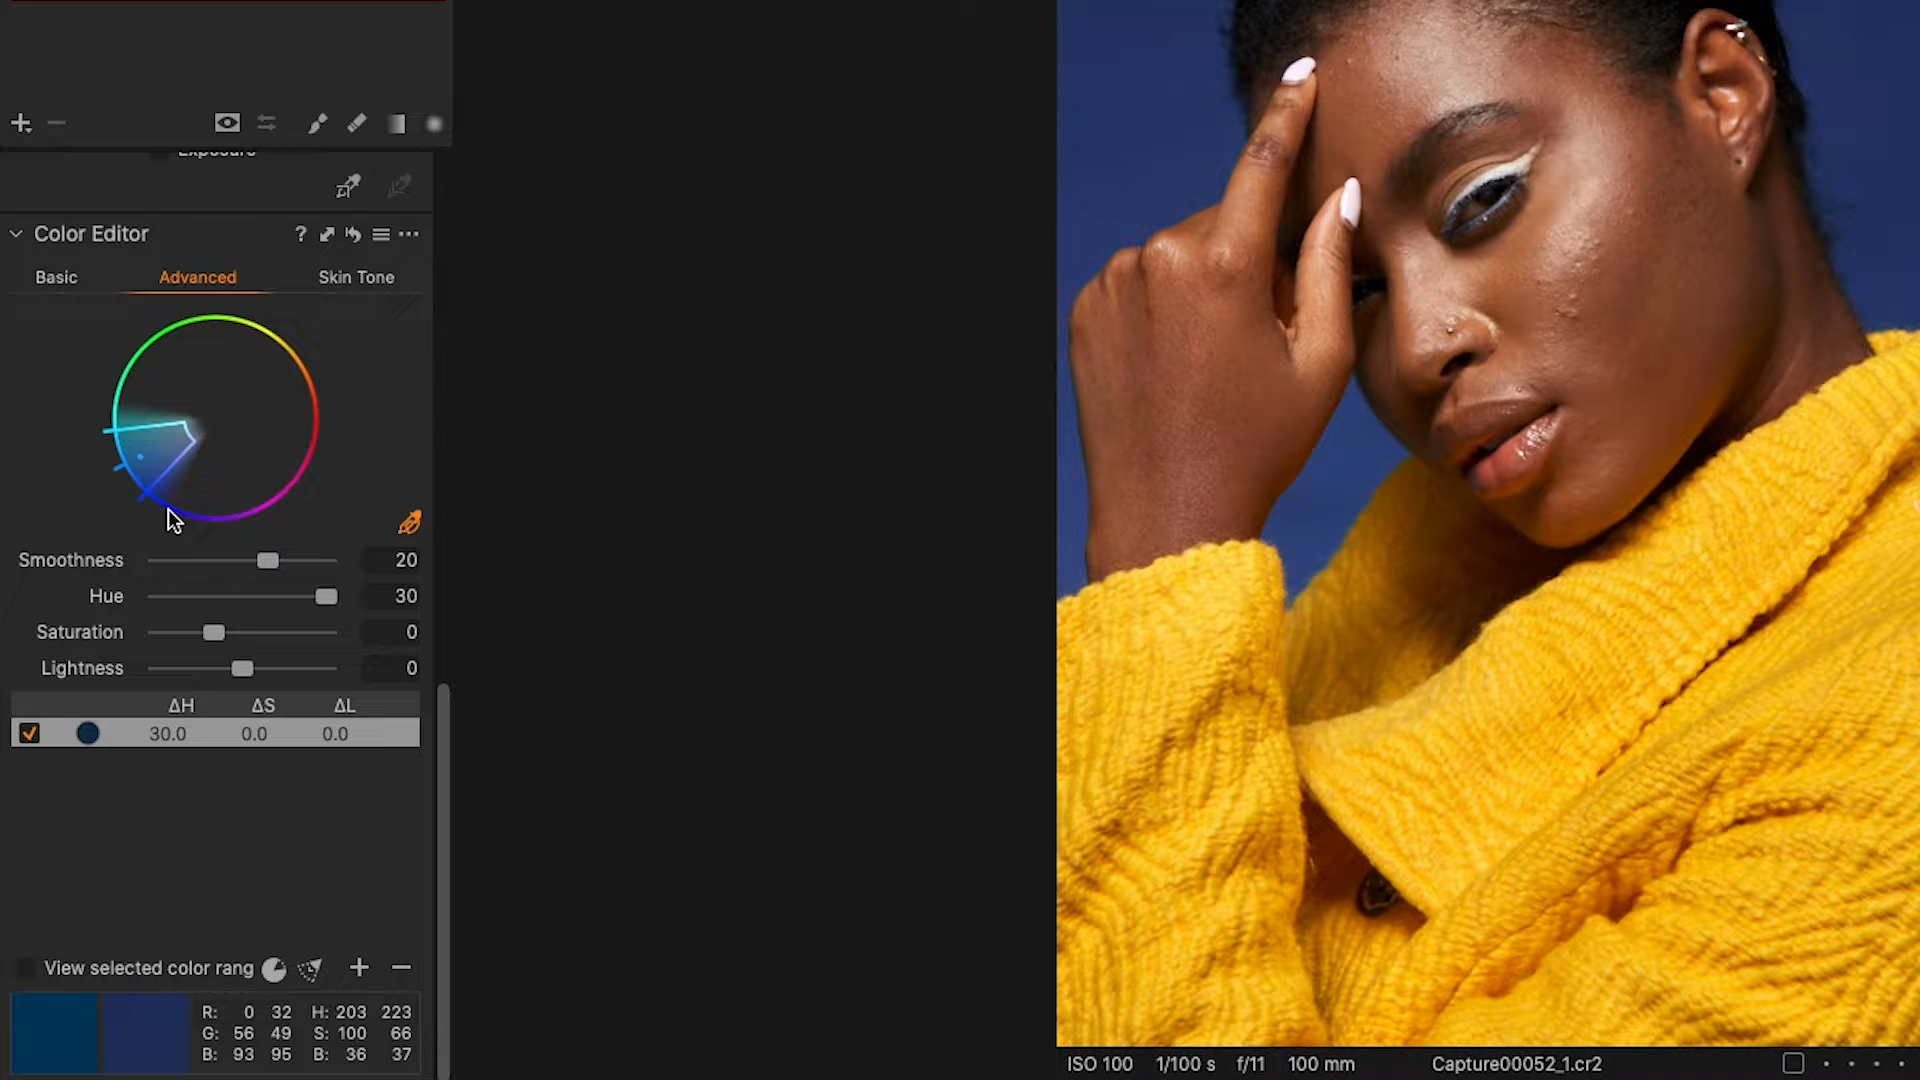 Exposure
Color Editor ?
Basic Advanced Skin Tone
Smoothness 20
Hue 30
Saturation 0
Lightness 0
ΔH ΔS ΔL
30.0 0.0 0.0
View selected color rang
R: 0 32 H: 203 223
G: 56 49 S: 100 66
B: 93 95 B: 36 37
ISO 100 1/100 s f/11 100 mm Capture00052_1.cr2